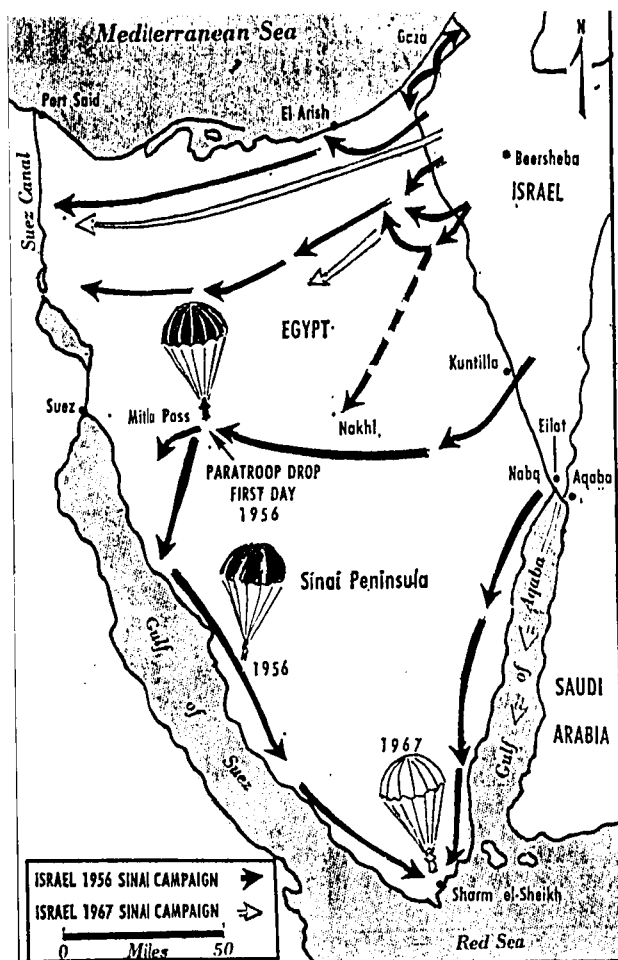 Mediterranean Sea
Gaza
N
Port Said
El Arish
Beersheba
ISRAEL
Suez Canal
EGYPT
Kuntilla
Suez
Mitla Pass
Nakhl
Eilat
PARATROOP DROP
FIRST DAY
1956
Nabq
Aqaba
Sinai Peninsula
Gulf of Aqaba
Gulf of Suez
1956
SAUDI
ARABIA
1967
ISRAEL 1956 SINAI CAMPAIGN
ISRAEL 1967 SINAI CAMPAIGN
0 Miles 50
Sharm el-Sheikh
Red Sea